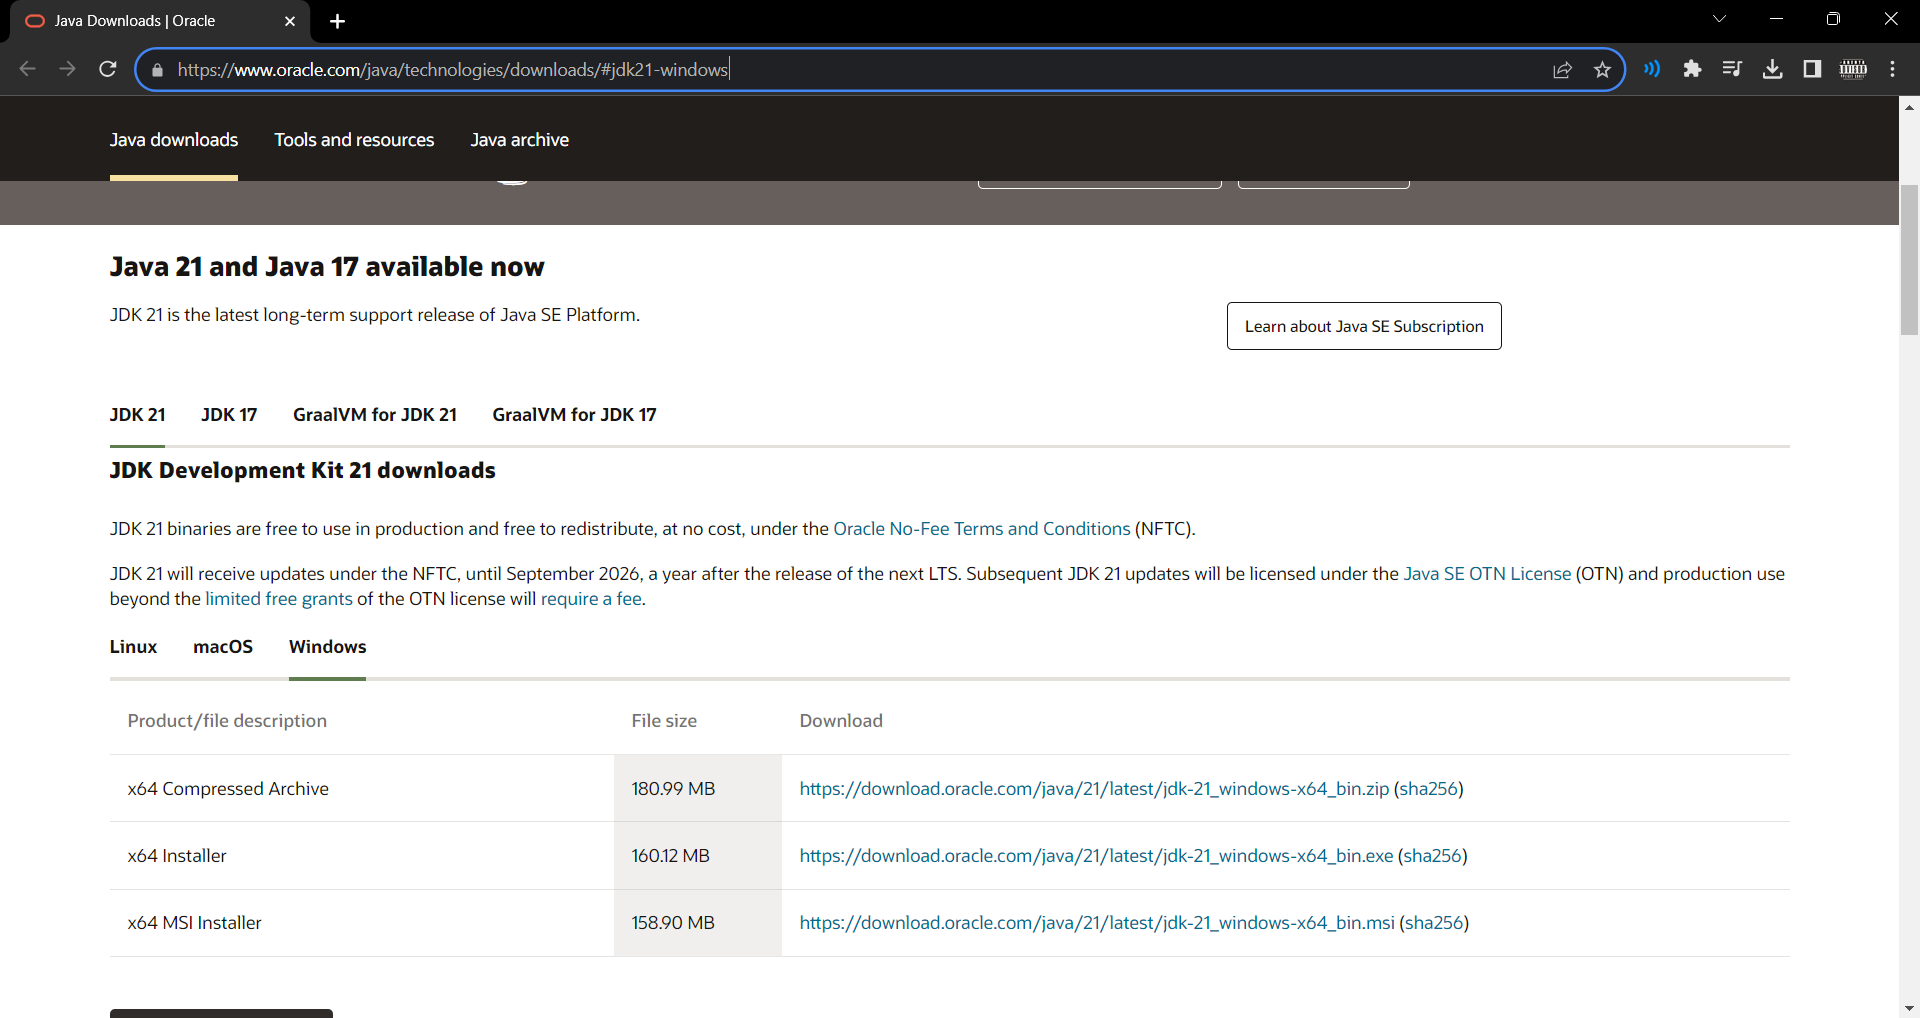 Java Downloads | Oracle
https://www.oracle.com/java/technologies/downloads/#jdk21-windows
Java downloads Tools and resources Java archive
Java 21 and Java 17 available now
JDK 21 is the latest long-term support release of Java SE Platform.
Learn about Java SE Subscription
JDK 21 JDK 17 GraalVM for JDK 21 GraalVM for JDK 17
JDK Development Kit 21 downloads
JDK 21 binaries are free to use in production and free to redistribute, at no cost, under the Oracle No-Fee Terms and Conditions (NFTC).
JDK 21 will receive updates under the NFTC, until September 2026, a year after the release of the next LTS. Subsequent JDK 21 updates will be licensed under the Java SE OTN License (OTN) and production use
beyond the limited free grants of the OTN license will require a fee.
Linux macOS Windows
Product/file description File size Download
x64 Compressed Archive 180.99 MB https://download.oracle.com/java/21/latest/jdk-21_windows-x64_bin.zip (sha256)
x64 Installer 160.12 MB https://download.oracle.com/java/21/latest/jdk-21_windows-x64_bin.exe (sha256)
x64 MSI Installer 158.90 MB https://download.oracle.com/java/21/latest/jdk-21_windows-x64_bin.msi (sha256)